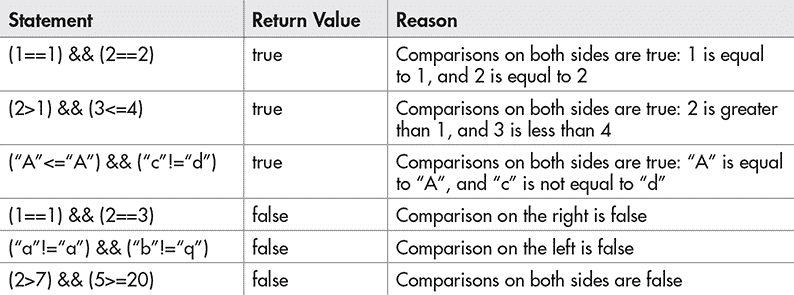 Statement Return Value Reason
(1==1) && (2==2) true Comparisons on both sides are true: 1 is equal
to 1, and 2 is equal to 2
(2>1) && (3<=4) true Comparisons on both sides are true: 2 is greater
than 1, and 3 is less than 4
(“A”<=“A”) && (“c”!=“d”) true Comparisons on both sides are true: “A” is equal
to “A”, and “c” is not equal to “d”
(1==1) && (2==3) false Comparison on the right is false
(“a”!=“a”) && (“b”!=“q”) false Comparison on the left is false
(2>7) && (5>=20) false Comparisons on both sides are false